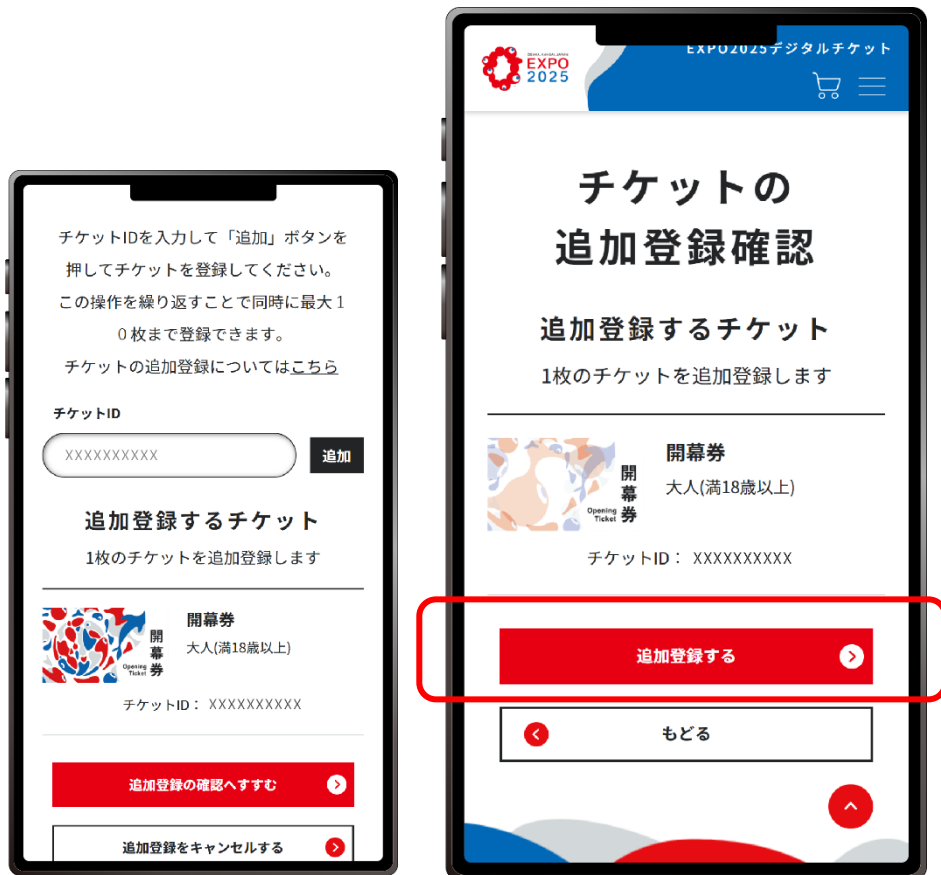 チケットIDを入力して「追加」ボタンを
押してチケットを登録してください。
この操作を繰り返すことで同時に最大１
０枚まで登録できます。
チケットの追加登録についてはこちら
チケットID
XXXXXXXXXX
追加
追加登録するチケット
1枚のチケットを追加登録します
開幕券
Opening
Ticket
開幕券
大人(満18歳以上)
チケットID： XXXXXXXXXX
追加登録の確認へすすむ
追加登録をキャンセルする
OSAKA, KANSAI, JAPAN
EXPO
2025
EXPO2025デジタルチケット
チケットの
追加登録確認
追加登録するチケット
1枚のチケットを追加登録します
開幕券
Opening
Ticket
開幕券
大人(満18歳以上)
チケットID： XXXXXXXXXX
追加登録する
もどる